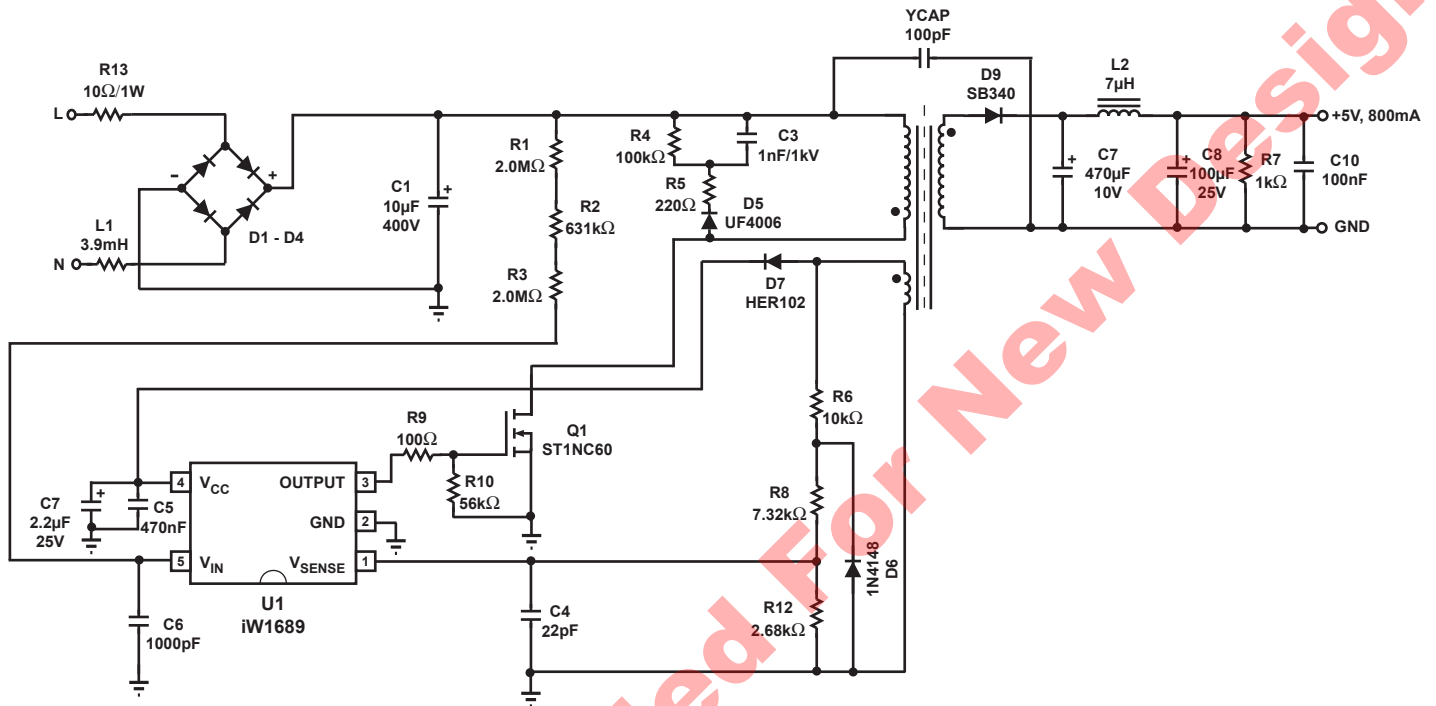 YCAP
100pF
R13
10Ω/1W
L
D9
SB340
L2
7µH
+5V, 800mA
R4
100kΩ
C3
1nF/1kV
R1
2.0MΩ
-
+
C1
10µF
400V
+
R5
220Ω
D5
UF4006
C7
470µF
10V
+
C8
100µF
25V
+
R7
1kΩ
C10
100nF
R2
631kΩ
L1
3.9mH
N
D1 - D4
GND
R3
2.0MΩ
D7
HER102
R6
10kΩ
R9
100Ω
Q1
ST1NC60
R10
56kΩ
C7
2.2µF
25V
+
C5
470nF
4
VCC
OUTPUT
3
GND
2
5
VIN
VSENSE
1
U1
iW1689
R8
7.32kΩ
1N4148
D6
C6
1000pF
C4
22pF
R12
2.68kΩ
ed For New Desig